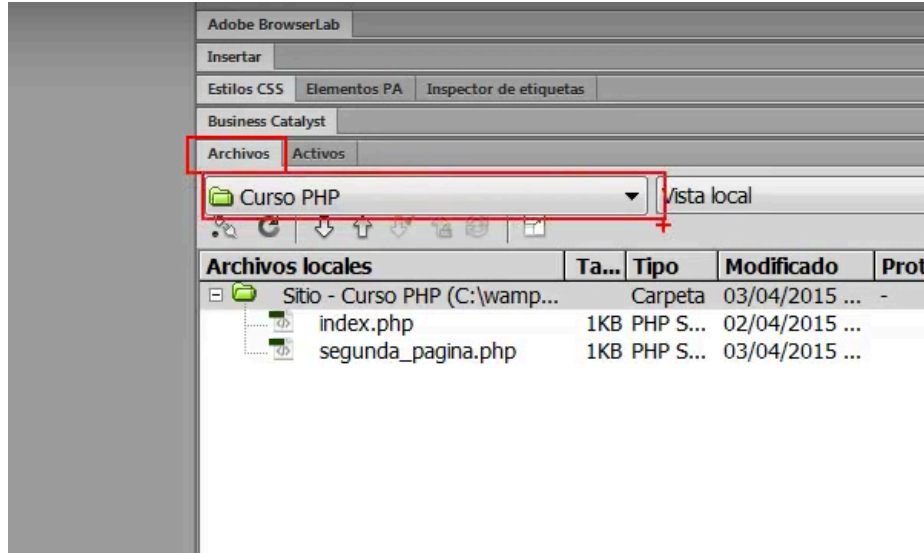 Adobe BrowserLab
Insertar
Estilos CSS Elementos PA Inspector de etiquetas
Business Catalyst
Archivos Activos
Curso PHP Vista local
Archivos locales Ta... Tipo Modificado Prot
Sitio - Curso PHP (C:\wamp... Carpeta 03/04/2015 ... -
index.php 1KB PHP S... 02/04/2015 ...
segunda_pagina.php 1KB PHP S... 03/04/2015 ...